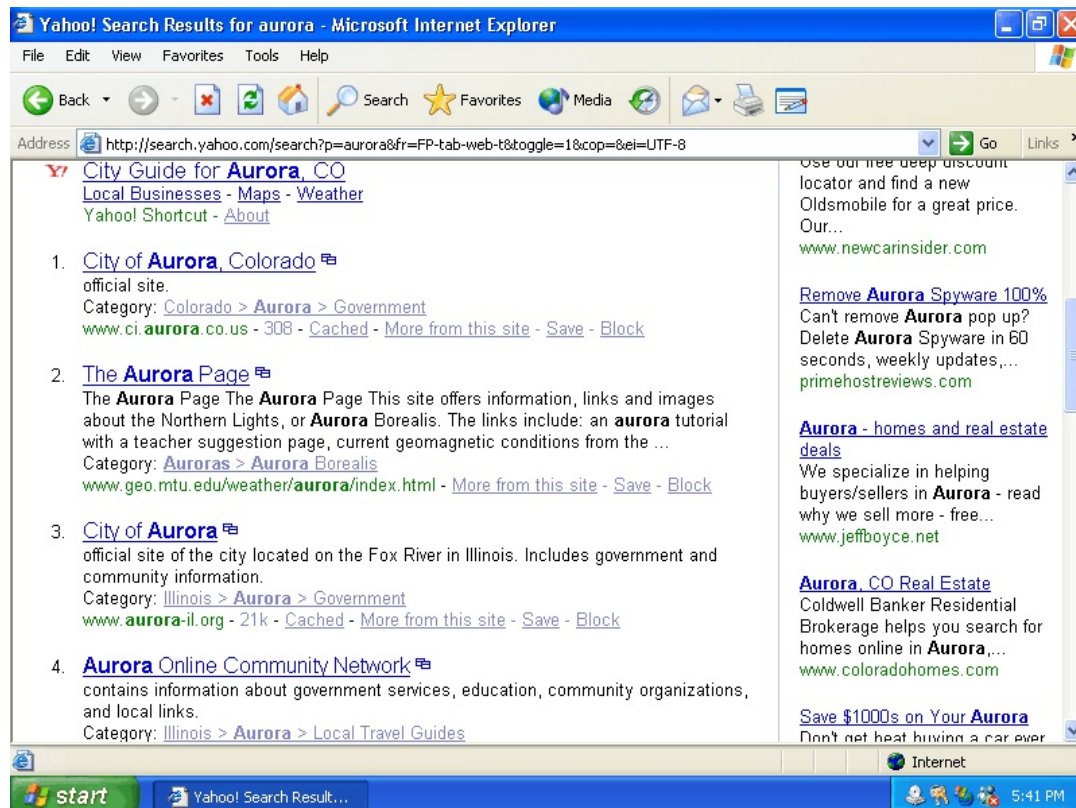 Yahoo! Search Results for aurora - Microsoft Internet Explorer
File Edit View Favorites Tools Help
Back Search Favorites Media
Address http://search.yahoo.com/search?p=aurora&fr=FP-tab-web-t&toggle=1&cop=&ei=UTF-8 Go Links »
Y! City Guide for Aurora, CO
Local Businesses - Maps - Weather
Yahoo! Shortcut - About
1. City of Aurora, Colorado
official site.
Category: Colorado > Aurora > Government
www.ci.aurora.co.us - 308 - Cached - More from this site - Save - Block
2. The Aurora Page
The Aurora Page The Aurora Page This site offers information, links and images
about the Northern Lights, or Aurora Borealis. The links include: an aurora tutorial
with a teacher suggestion page, current geomagnetic conditions from the ...
Category: Auroras > Aurora Borealis
www.geo.mtu.edu/weather/aurora/index.html - More from this site - Save - Block
3. City of Aurora
official site of the city located on the Fox River in Illinois. Includes government and
community information.
Category: Illinois > Aurora > Government
www.aurora-il.org - 21k - Cached - More from this site - Save - Block
4. Aurora Online Community Network
contains information about government services, education, community organizations,
and local links.
Category: Illinois > Aurora > Local Travel Guides
Use our free deep discount
locator and find a new
Oldsmobile for a great price.
Our...
www.newcarinsider.com
Remove Aurora Spyware 100%
Can't remove Aurora pop up?
Delete Aurora Spyware in 60
seconds, weekly updates,...
primehostreviews.com
Aurora - homes and real estate
deals
We specialize in helping
buyers/sellers in Aurora - read
why we sell more - free...
www.jeffboyce.net
Aurora, CO Real Estate
Coldwell Banker Residential
Brokerage helps you search for
homes online in Aurora,...
www.coloradohomes.com
Save $1000s on Your Aurora
Don't get beat buying a car ever
Internet
start Yahoo! Search Result... 5:41 PM